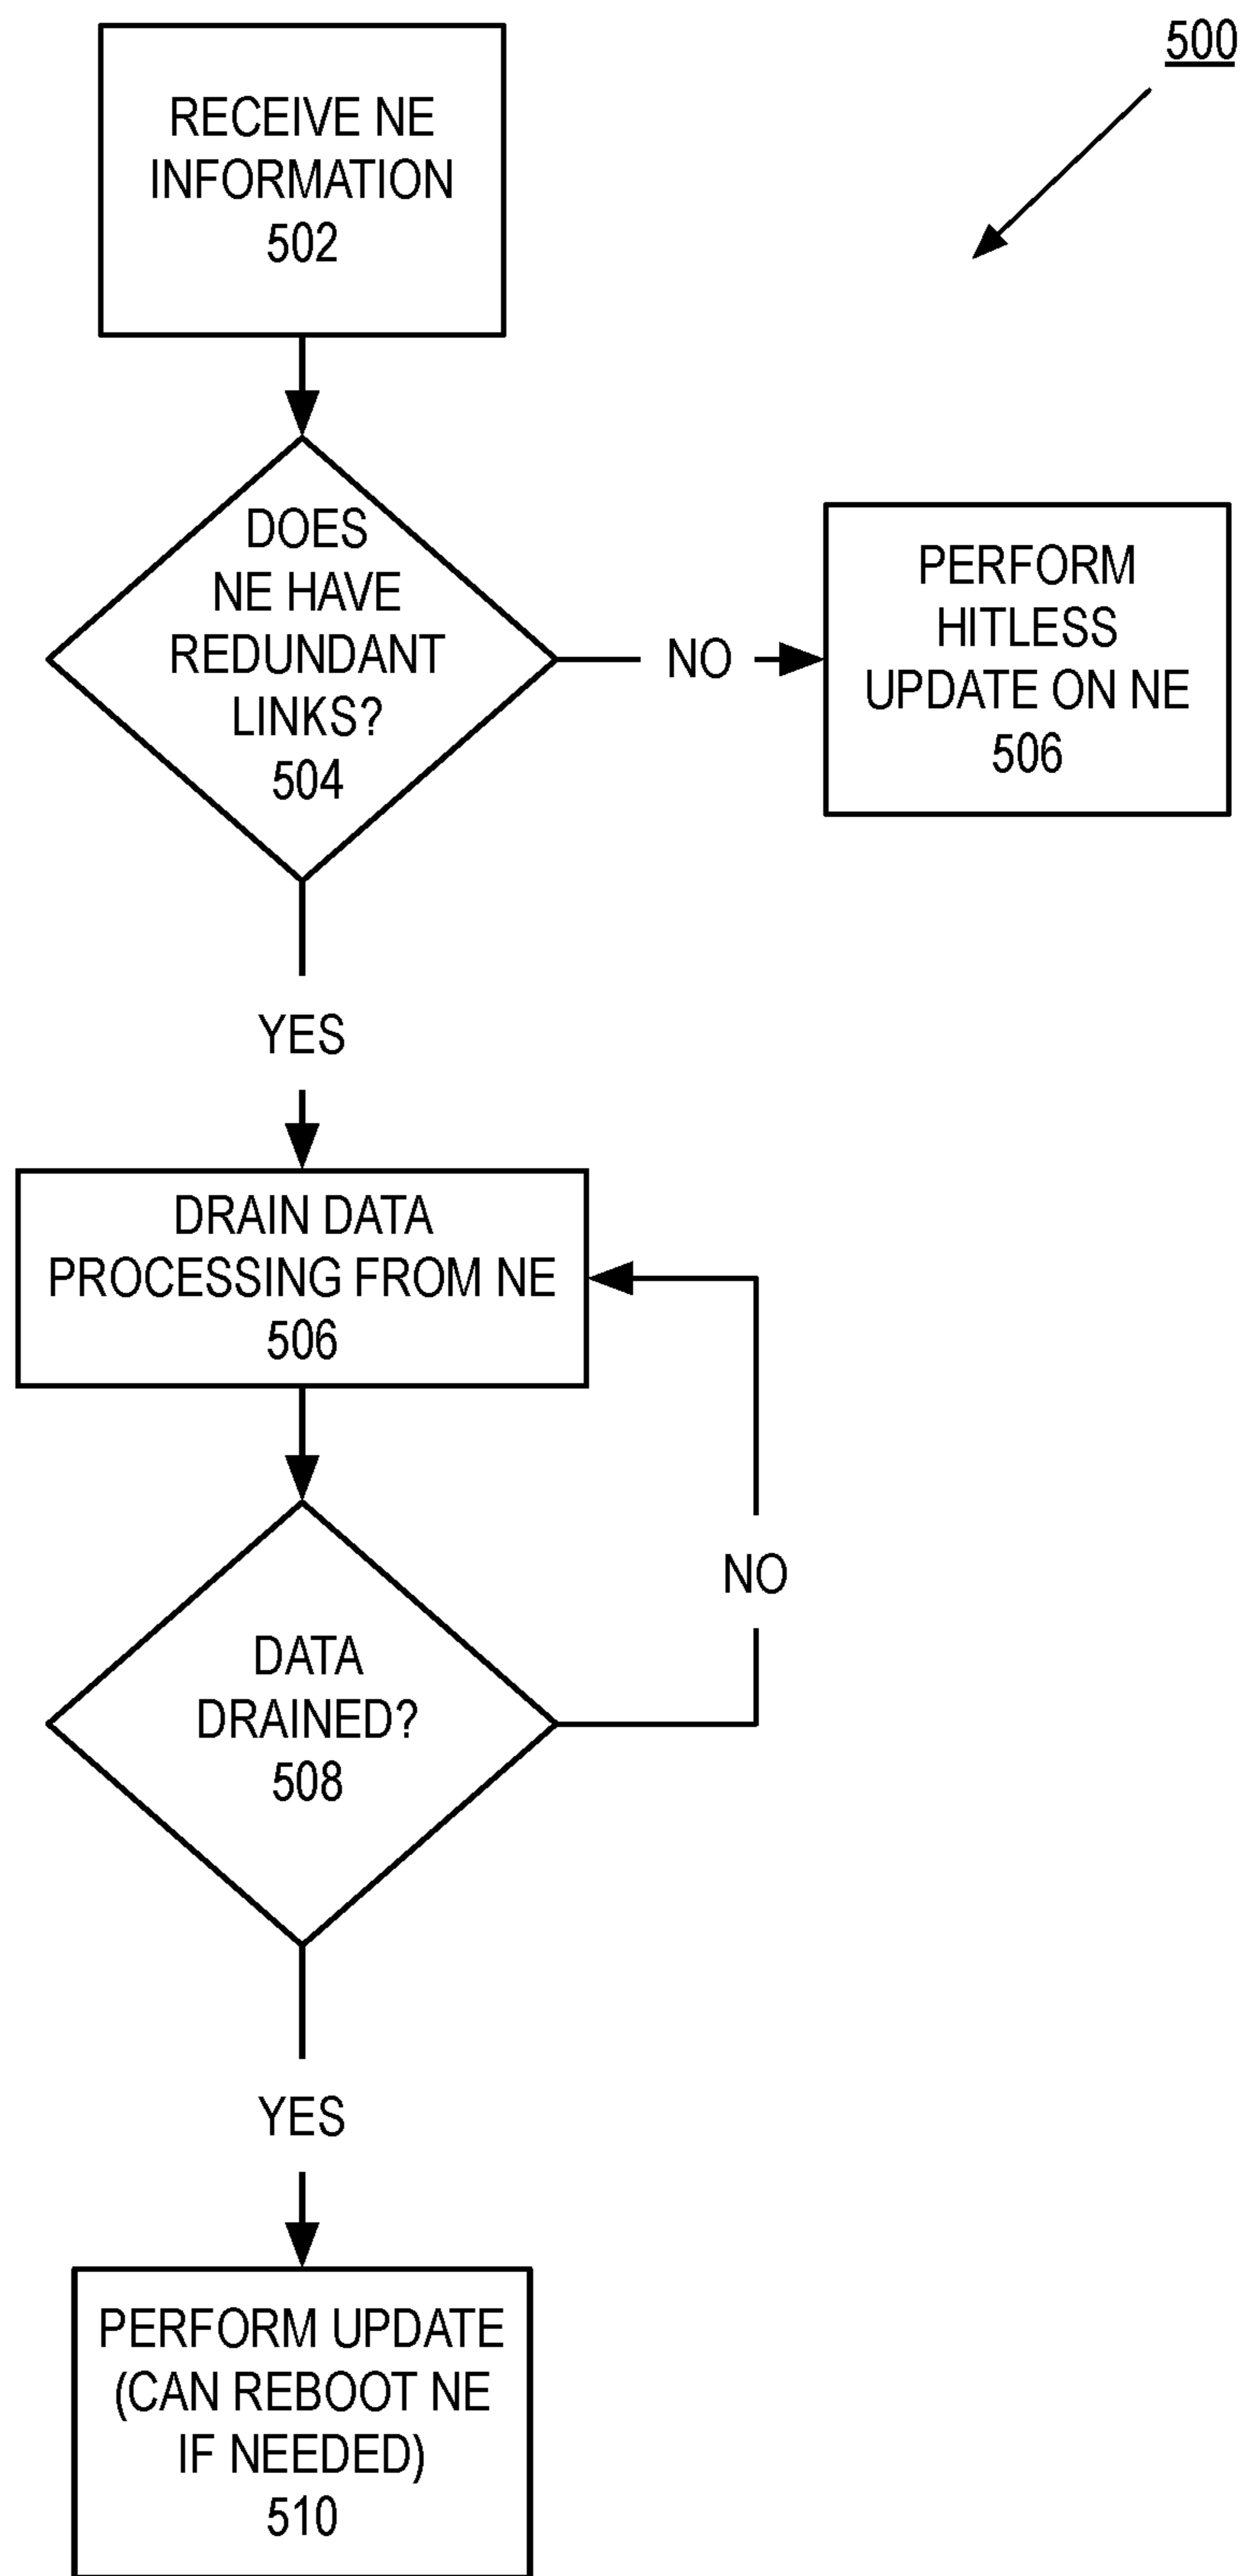 500
RECEIVE NE
INFORMATION
502
DOES
NE HAVE
REDUNDANT
LINKS?
504
NO
PERFORM
HITLESS
UPDATE ON NE
506
YES
DRAIN DATA
PROCESSING FROM NE
506
DATA
DRAINED?
508
NO
YES
PERFORM UPDATE
(CAN REBOOT NE
IF NEEDED)
510